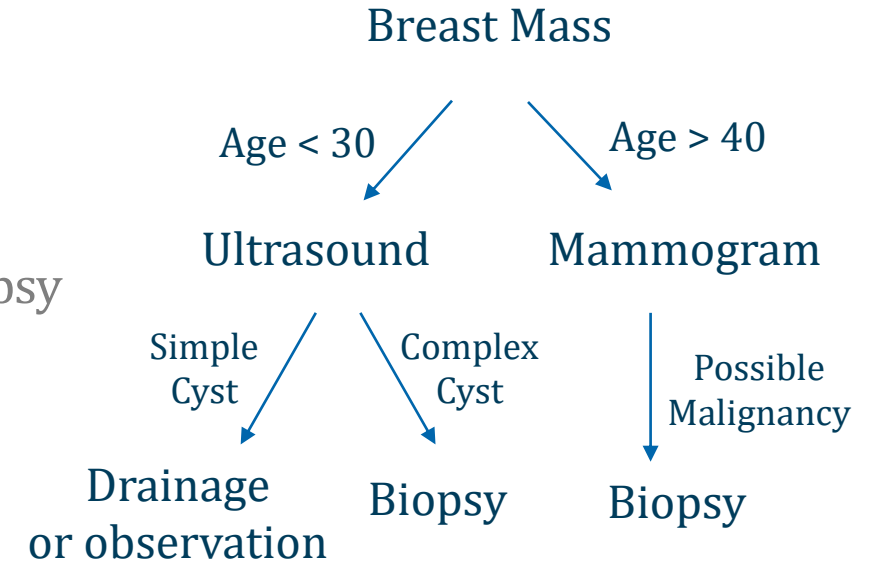 Breast Mass
Age < 30
Age > 40
Ultrasound
Mammogram
Simple
Cyst
Complex
Cyst
Possible
Malignancy
Drainage
or observation
Biopsy
Biopsy